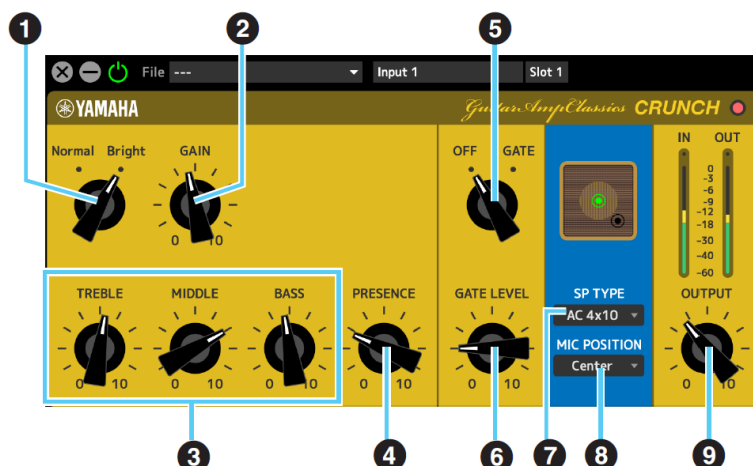 1 2 5
File --- Input 1 Slot 1
YAMAHA GuitarAmpClassics CRUNCH
Normal Bright GAIN OFF GATE IN OUT
0 10
0
-3
-6
-9
-12
-18
-30
-40
-60
TREBLE MIDDLE BASS PRESENCE GATE LEVEL SP TYPE OUTPUT
AC 4x10
MIC POSITION
Center
0 10 0 10 0 10 0 10 0 10 0 10
3 4 6 7 8 9